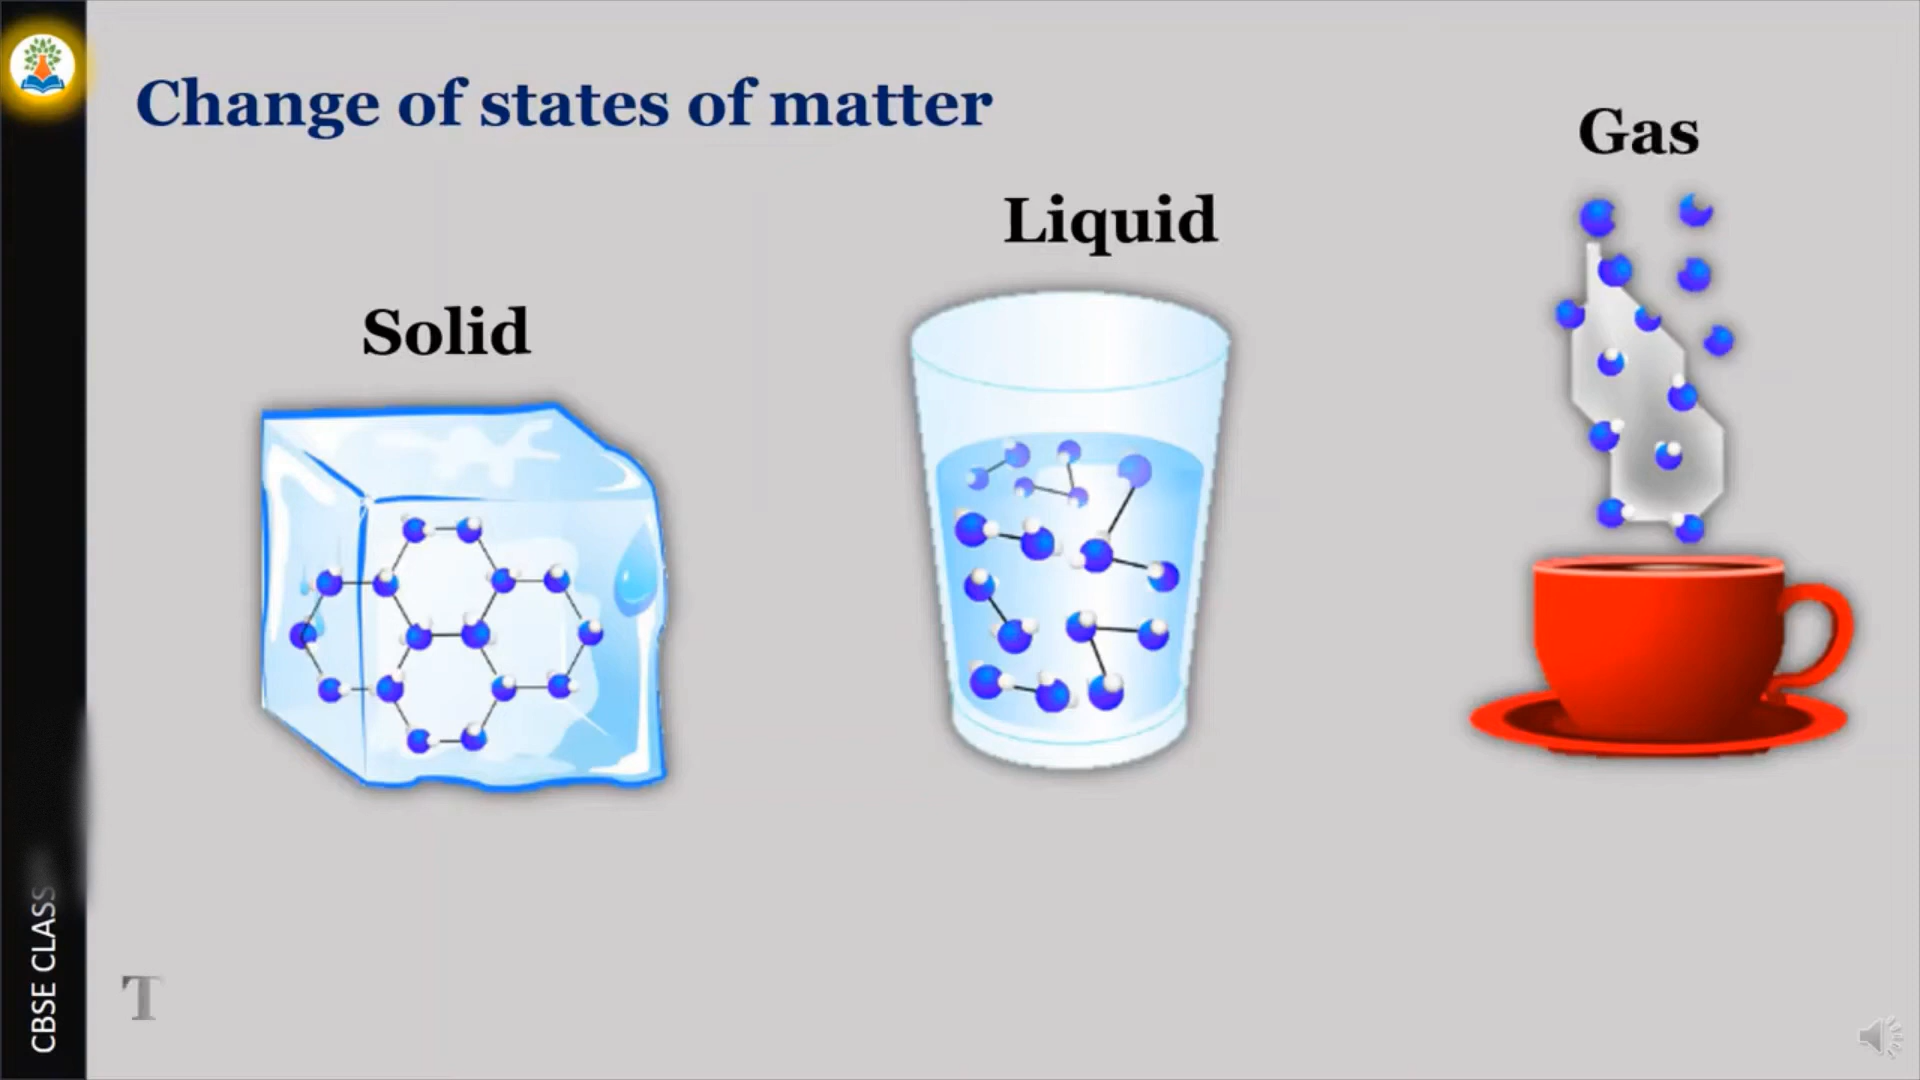 Change of states of matter
Gas
Liquid
Solid
CBSE CLASS
T